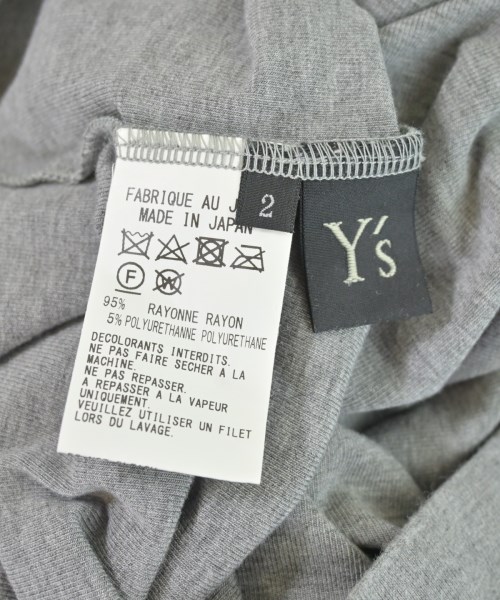 FABRIQUE AU
MADE IN JAPAN
2
Y's
F
W
95% RAYONNE RAYON
5% POLYURETHANNE POLYURETHANE
DECOLORANTS INTERDITS.
NE PAS FAIRE SECHER A LA
MACHINE.
NE PAS REPASSER.
A REPASSER A LA VAPEUR
UNIQUEMENT.
VEUILLEZ UTILISER UN FILET
LORS DU LAVAGE.